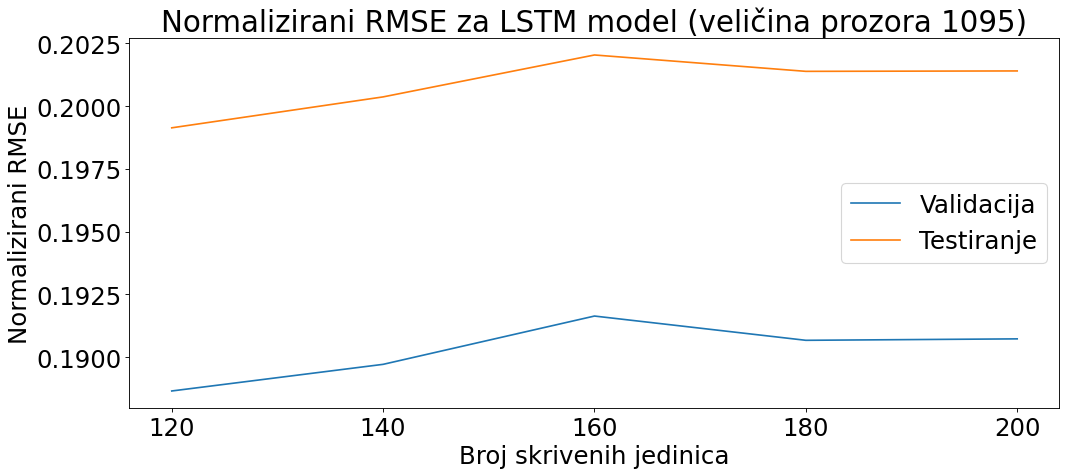 Normalizirani RMSE za LSTM model (veličina prozora 1095)
Normalizirani RMSE
0.2025
0.2000
0.1975
0.1950
0.1925
0.1900
Validacija
Testiranje
120 140 160 180 200
Broj skrivenih jedinica